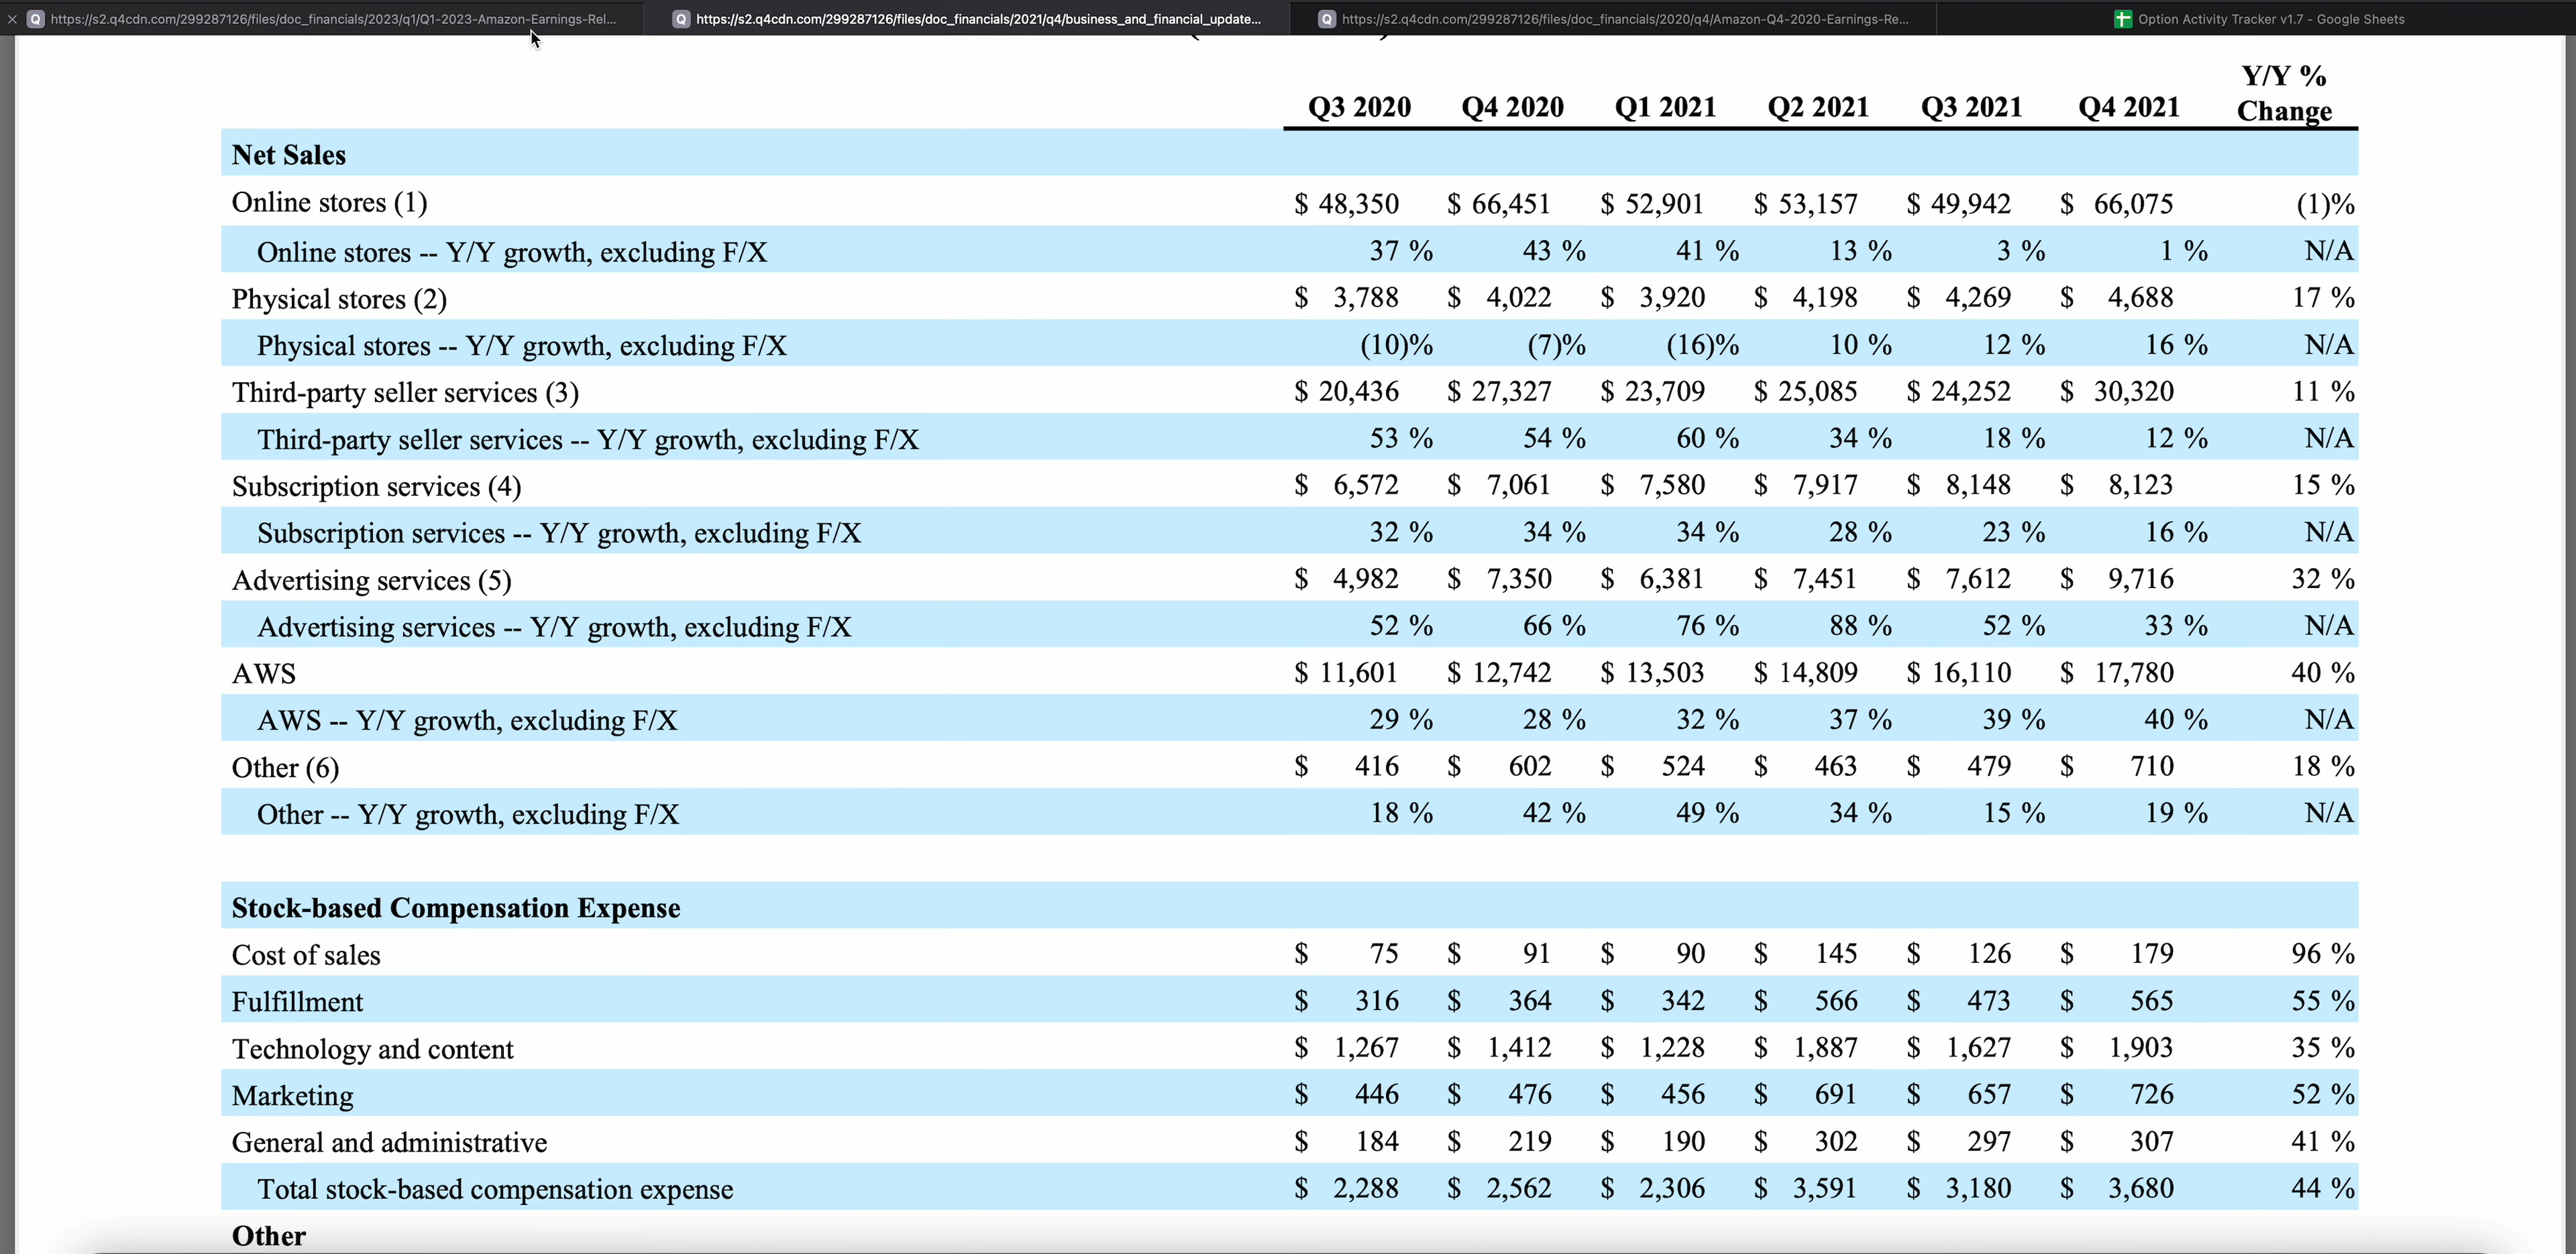 https://s2.q4cdn.com/299287126/files/doc_financials/2023/q1/Q1-2023-Amazon-Earnings-Rel... https://s2.q4cdn.com/299287126/files/doc_financials/2021/q4/business_and_financial_update... https://s2.q4cdn.com/299287126/files/doc_financials/2020/q4/Amazon-Q4-2020-Earnings-Re... Option Activity Tracker v1.7 - Google Sheets
Y/Y %
Q3 2020 Q4 2020 Q1 2021 Q2 2021 Q3 2021 Q4 2021 Change
Net Sales
Online stores (1) $ 48,350 $ 66,451 $ 52,901 $ 53,157 $ 49,942 $ 66,075 (1)%
Online stores -- Y/Y growth, excluding F/X 37 % 43 % 41 % 13 % 3 % 1 % N/A
Physical stores (2) $ 3,788 $ 4,022 $ 3,920 $ 4,198 $ 4,269 $ 4,688 17 %
Physical stores -- Y/Y growth, excluding F/X (10)% (7)% (16)% 10 % 12 % 16 % N/A
Third-party seller services (3) $ 20,436 $ 27,327 $ 23,709 $ 25,085 $ 24,252 $ 30,320 11 %
Third-party seller services -- Y/Y growth, excluding F/X 53 % 54 % 60 % 34 % 18 % 12 % N/A
Subscription services (4) $ 6,572 $ 7,061 $ 7,580 $ 7,917 $ 8,148 $ 8,123 15 %
Subscription services -- Y/Y growth, excluding F/X 32 % 34 % 34 % 28 % 23 % 16 % N/A
Advertising services (5) $ 4,982 $ 7,350 $ 6,381 $ 7,451 $ 7,612 $ 9,716 32 %
Advertising services -- Y/Y growth, excluding F/X 52 % 66 % 76 % 88 % 52 % 33 % N/A
AWS $ 11,601 $ 12,742 $ 13,503 $ 14,809 $ 16,110 $ 17,780 40 %
AWS -- Y/Y growth, excluding F/X 29 % 28 % 32 % 37 % 39 % 40 % N/A
Other (6) $ 416 $ 602 $ 524 $ 463 $ 479 $ 710 18 %
Other -- Y/Y growth, excluding F/X 18 % 42 % 49 % 34 % 15 % 19 % N/A
Stock-based Compensation Expense
Cost of sales $ 75 $ 91 $ 90 $ 145 $ 126 $ 179 96 %
Fulfillment $ 316 $ 364 $ 342 $ 566 $ 473 $ 565 55 %
Technology and content $ 1,267 $ 1,412 $ 1,228 $ 1,887 $ 1,627 $ 1,903 35 %
Marketing $ 446 $ 476 $ 456 $ 691 $ 657 $ 726 52 %
General and administrative $ 184 $ 219 $ 190 $ 302 $ 297 $ 307 41 %
Total stock-based compensation expense $ 2,288 $ 2,562 $ 2,306 $ 3,591 $ 3,180 $ 3,680 44 %
Other